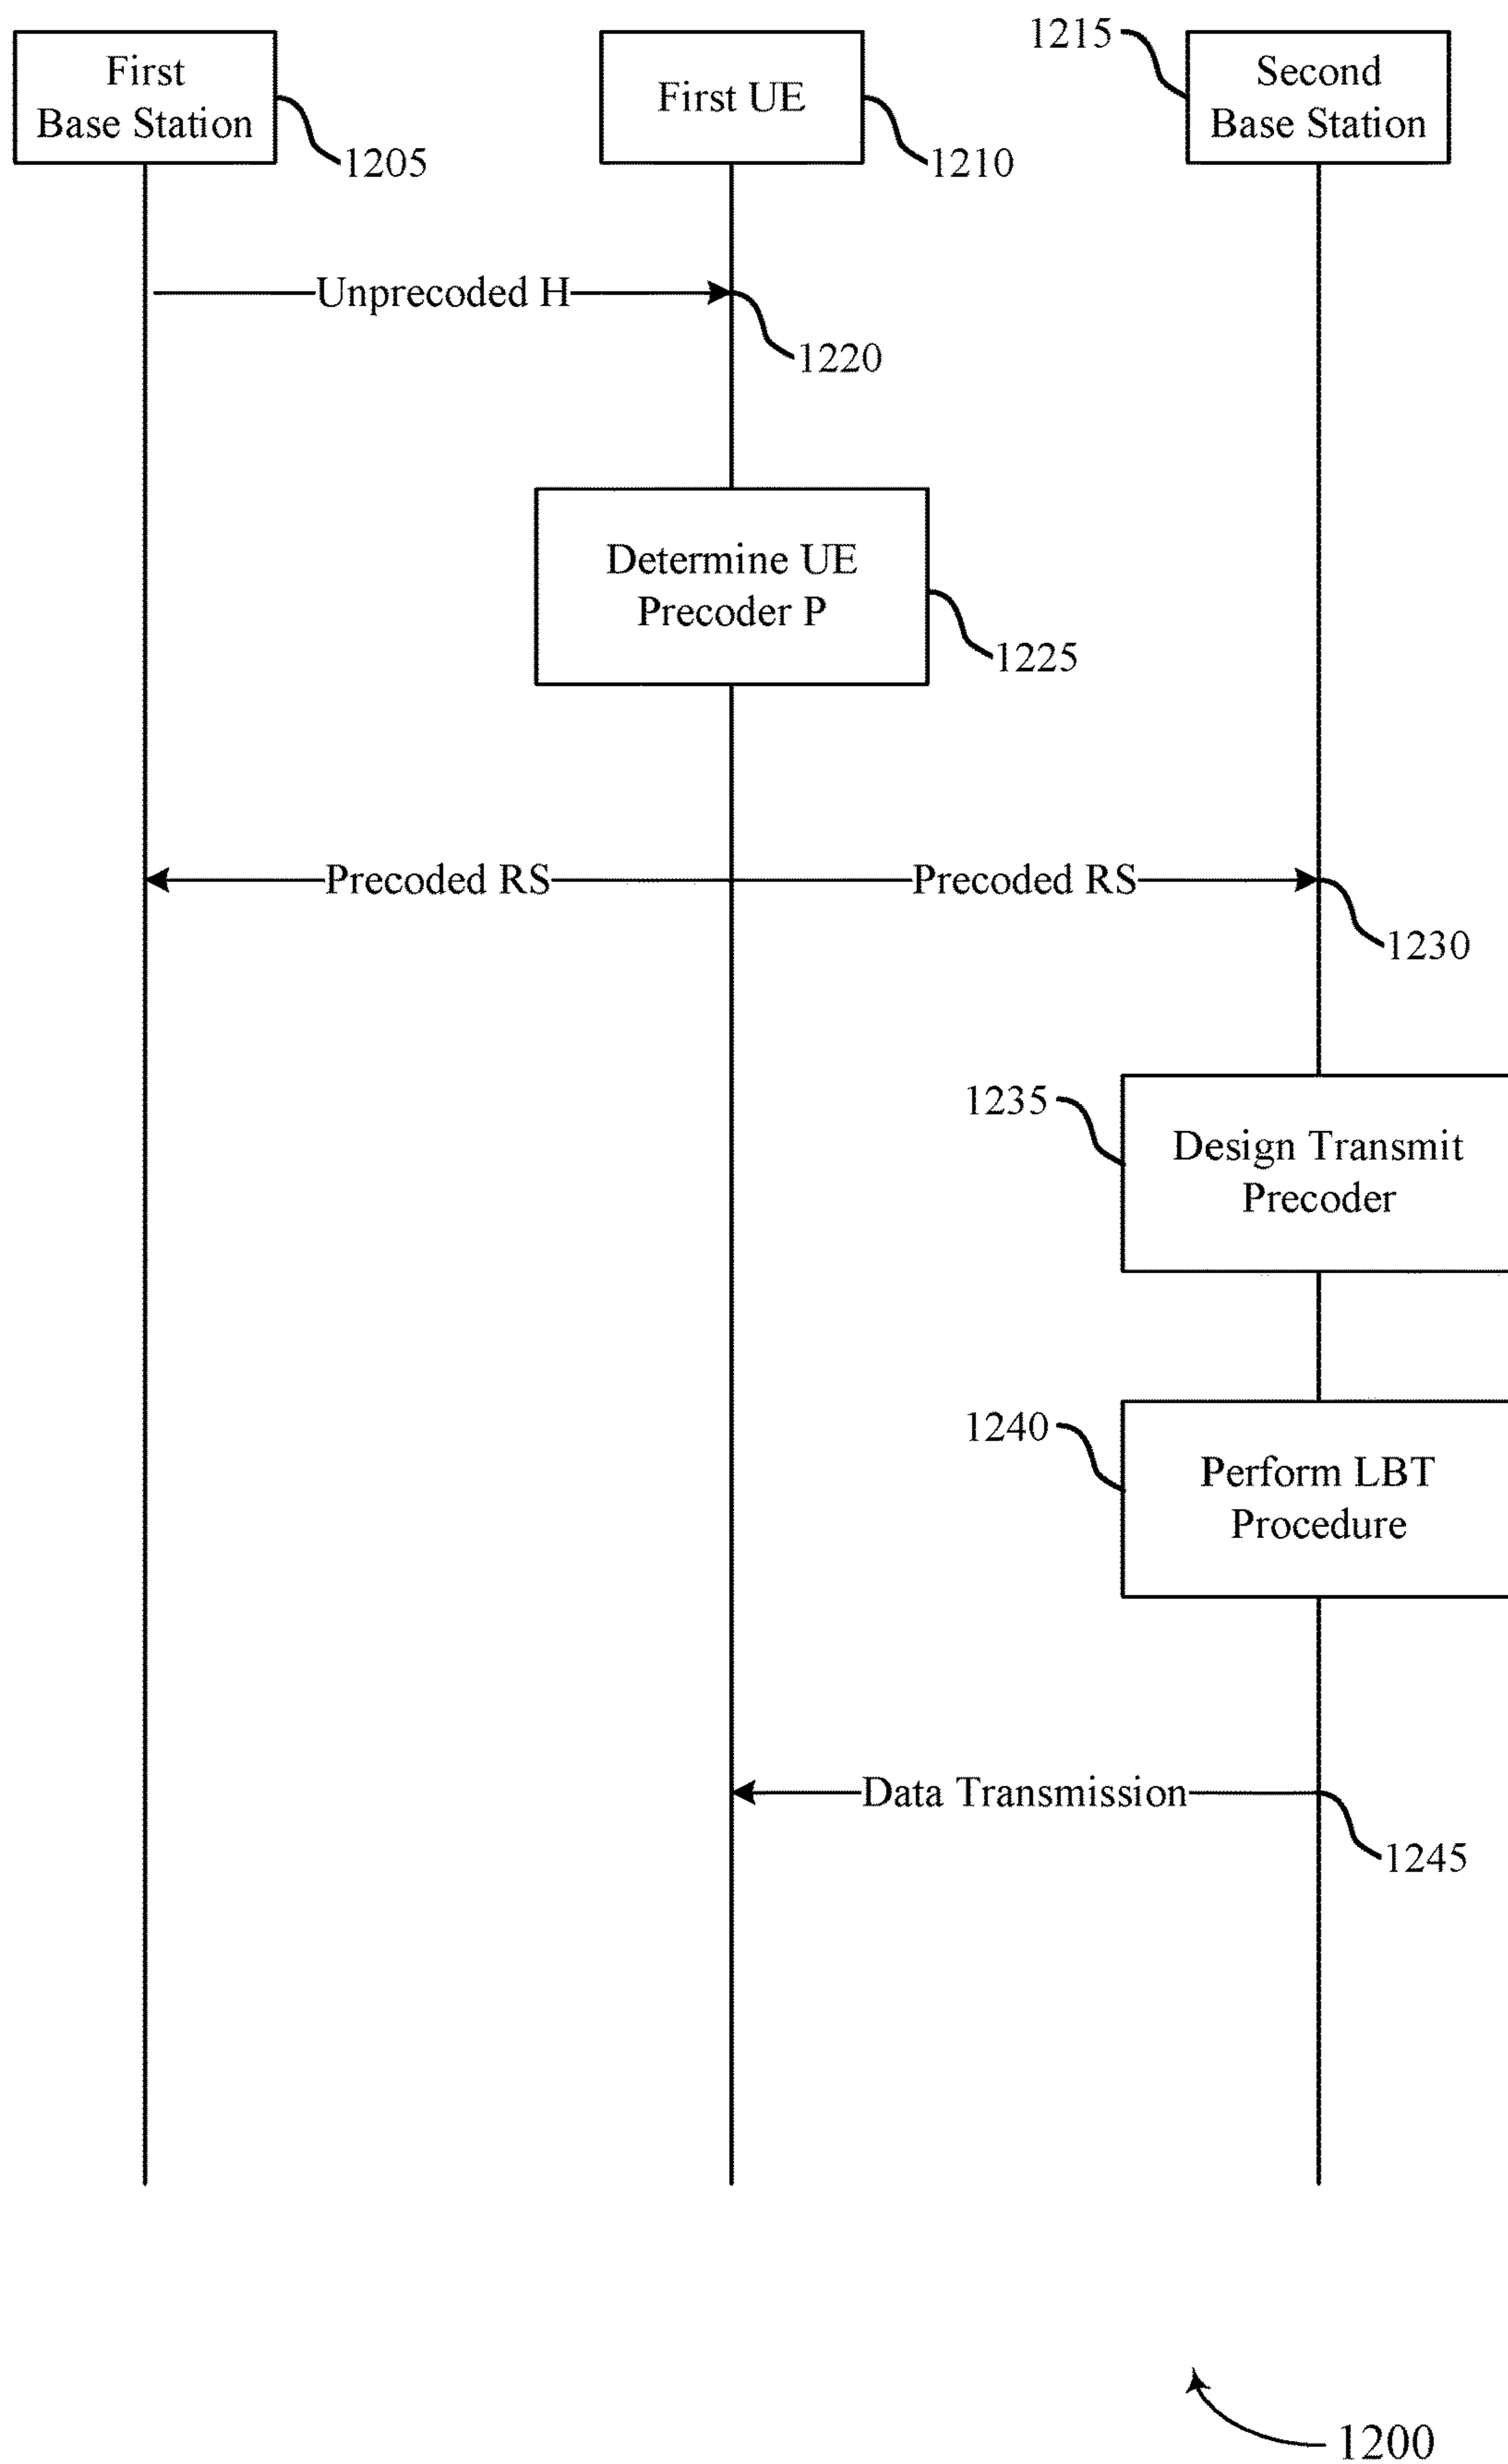 First
Base Station
1205
First UE
1210
1215
Second
Base Station
Unprecoded H
1220
Determine UE
Precoder P
1225
Precoded RS
Precoded RS
1230
1235
Design Transmit
Precoder
1240
Perform LBT
Procedure
Data Transmission
1245
1200